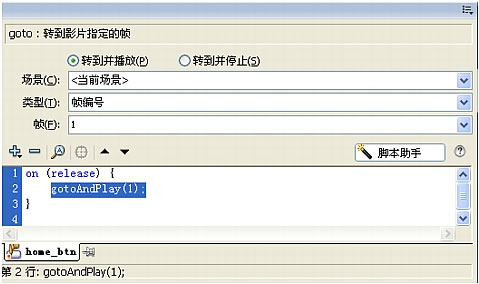 goto：转到影片指定的帧
转到并播放(P) 转到并停止(S)
场景(C): <当前场景>
类型(T): 帧编号
帧(F): 1
脚本助手
1 on (release) {
2 gotoAndPlay(1);
3 }
4
home_btn
第 2 行: gotoAndPlay(1);